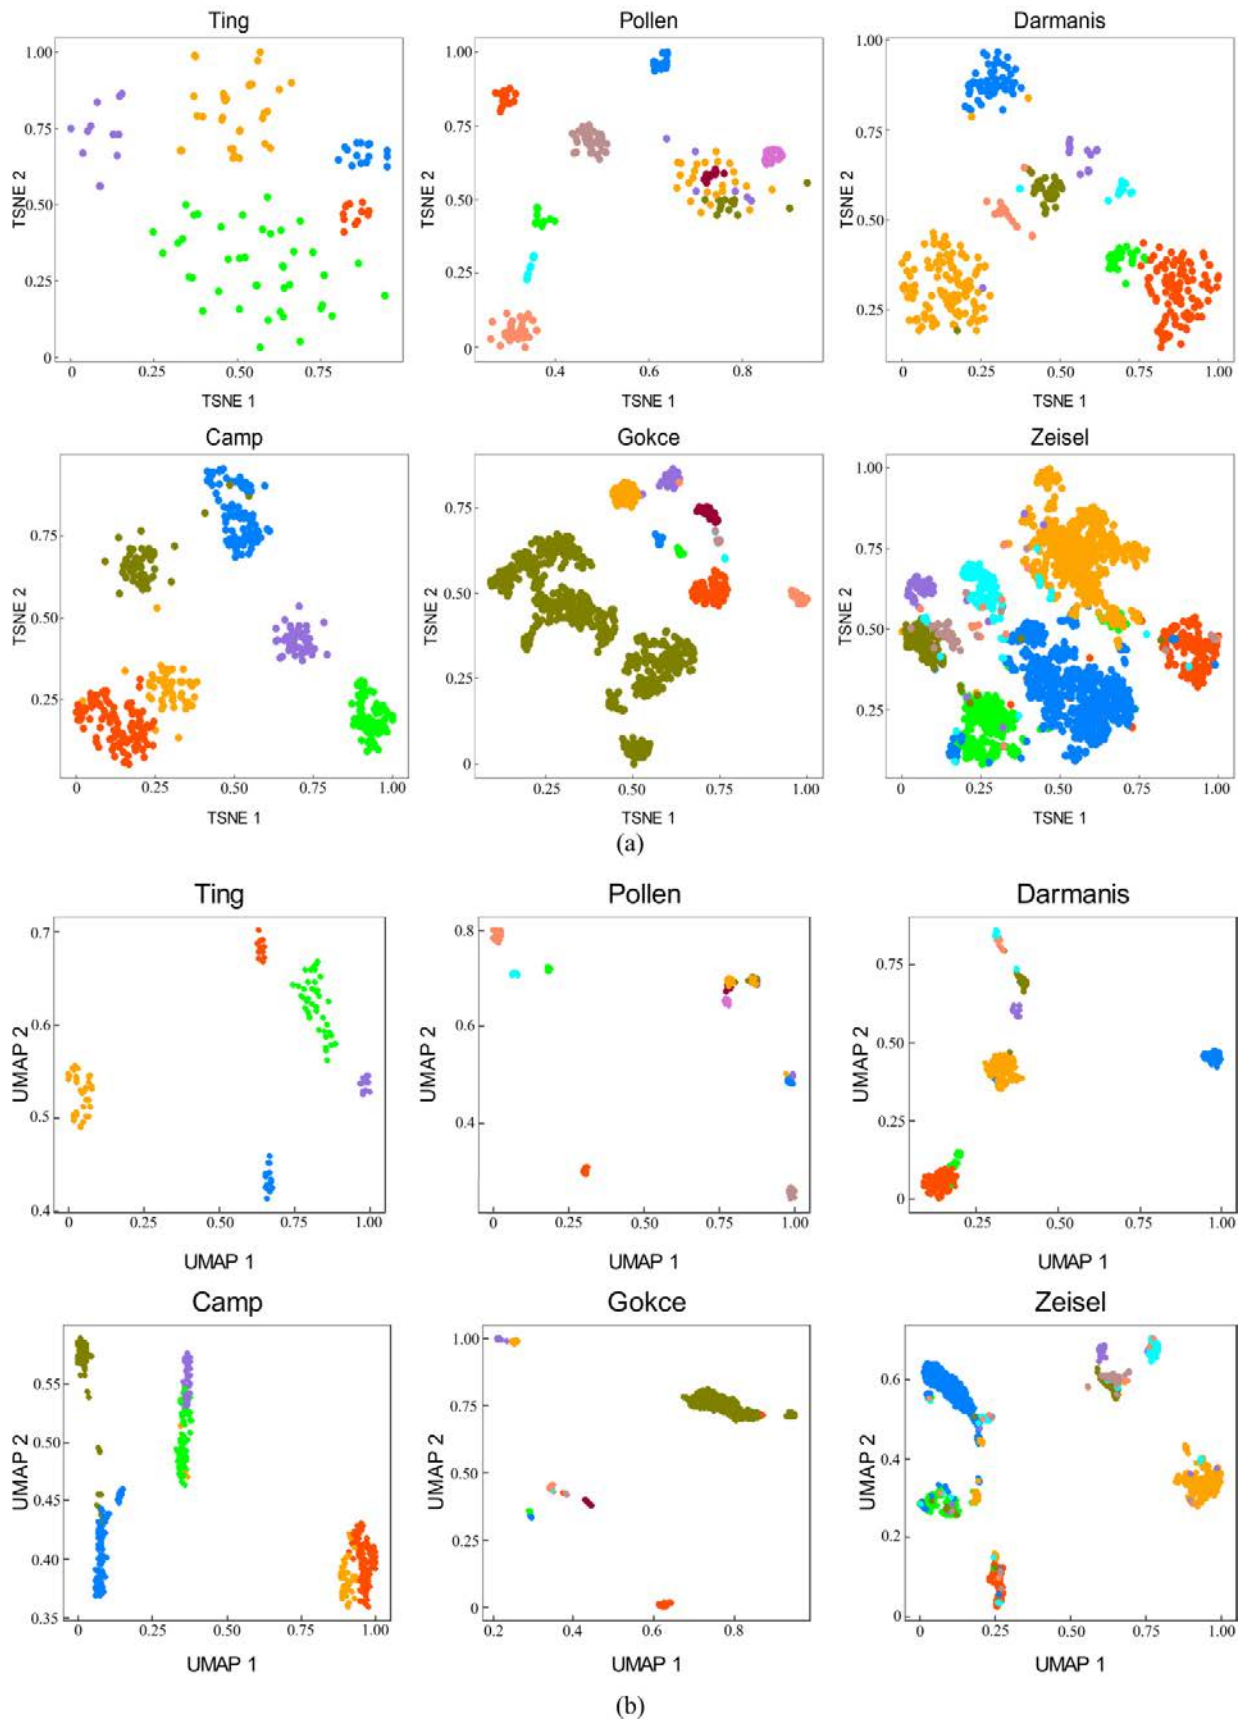 Ting Pollen Darmanis
1.00 1.00 1.00
0.75 0.75 0.75
TSNE 2 TSNE 2 TSNE 2
0.50 0.50 0.50
0.25 0.25 0.25
0 0
0 0.25 0.50 0.75 0.4 0.6 0.8 0 0.25 0.50 0.75 1.00
TSNE 1 TSNE 1 TSNE 1
Camp Gokce Zeisel
1.00
0.75 0.75 0.75
TSNE 2 TSNE 2 TSNE 2
0.50 0.50 0.50
0.25 0.25 0.25
0
0 0.25 0.50 0.75 1.00 0.25 0.50 0.75 1.00 0 0.25 0.50 0.75 1.00
TSNE 1 TSNE 1 TSNE 1
(a)
Ting Pollen Darmanis
0.7 0.8 0.75
0.6 0.6 0.50
UMAP 2 UMAP 2 UMAP 2
0.5 0.4 0.25
0.4 0
0 0.25 0.50 0.75 1.00 0 0.25 0.50 0.75 1.00 0.25 0.50 0.75 1.00
UMAP 1 UMAP 1 UMAP 1
Camp Gokce Zeisel
0.55 1.00 0.6
0.50 0.75 0.4
UMAP 2 UMAP 2 UMAP 2
0.45 0.50 0.2
0.40 0.25 0
0.35 0
0 0.25 0.50 0.75 1.00 0.2 0.4 0.6 0.8 0 0.25 0.50 0.75 1.00
UMAP 1 UMAP 1 UMAP 1
(b)